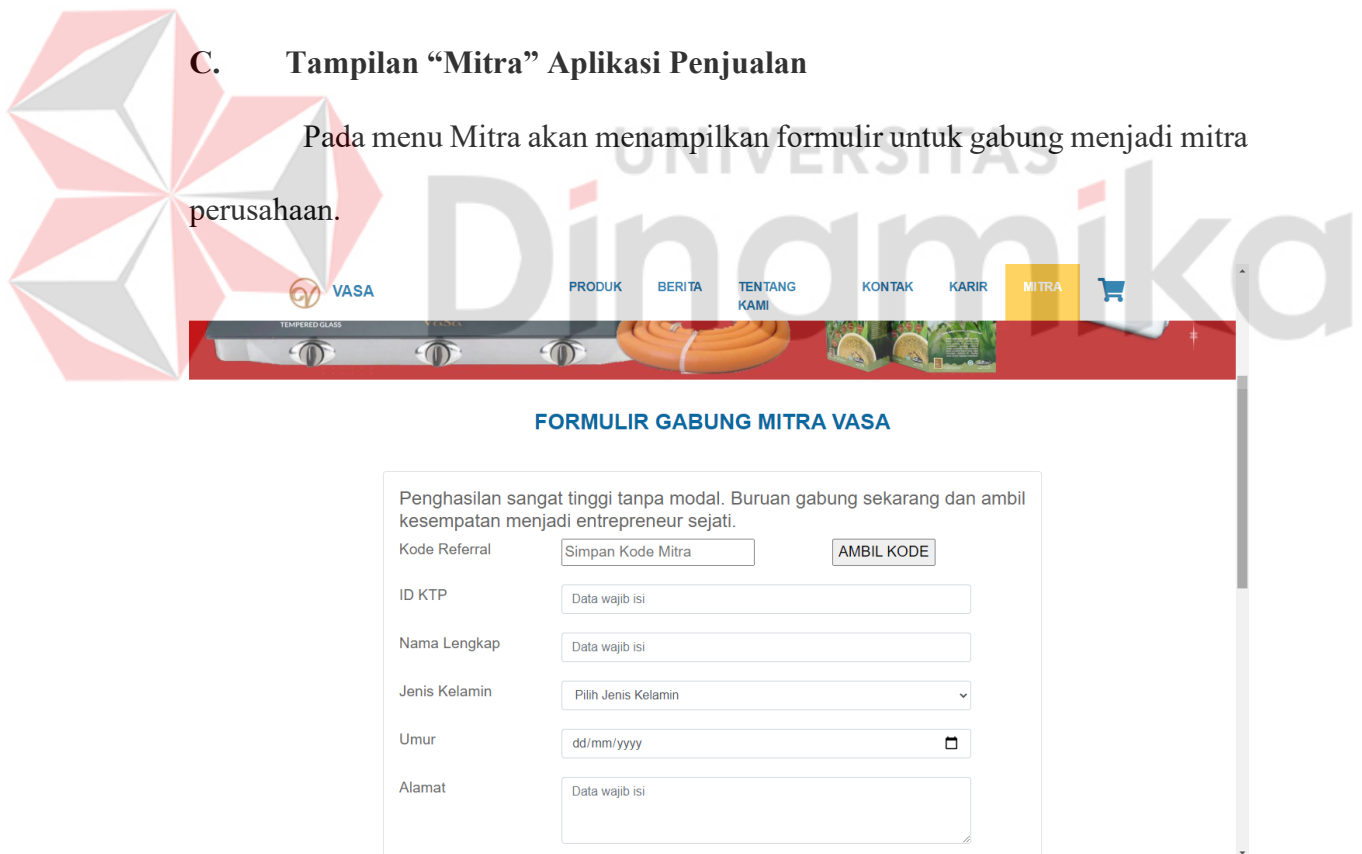 C. Tampilan “Mitra” Aplikasi Penjualan
UNIVERSITAS
Dinamika
Pada menu Mitra akan menampilkan formulir untuk gabung menjadi mitra
perusahaan.
VASA
PRODUK
BERITA
TENTANG
KAMI
KONTAK
KARIR
MITRA
TEMPERED GLASS
VaSa
FORMULIR GABUNG MITRA VASA
Penghasilan sangat tinggi tanpa modal. Buruan gabung sekarang dan ambil
kesempatan menjadi entrepreneur sejati.
Kode Referral Simpan Kode Mitra AMBIL KODE
ID KTP Data wajib isi
Nama Lengkap Data wajib isi
Jenis Kelamin Pilih Jenis Kelamin
Umur dd/mm/yyyy
Alamat Data wajib isi